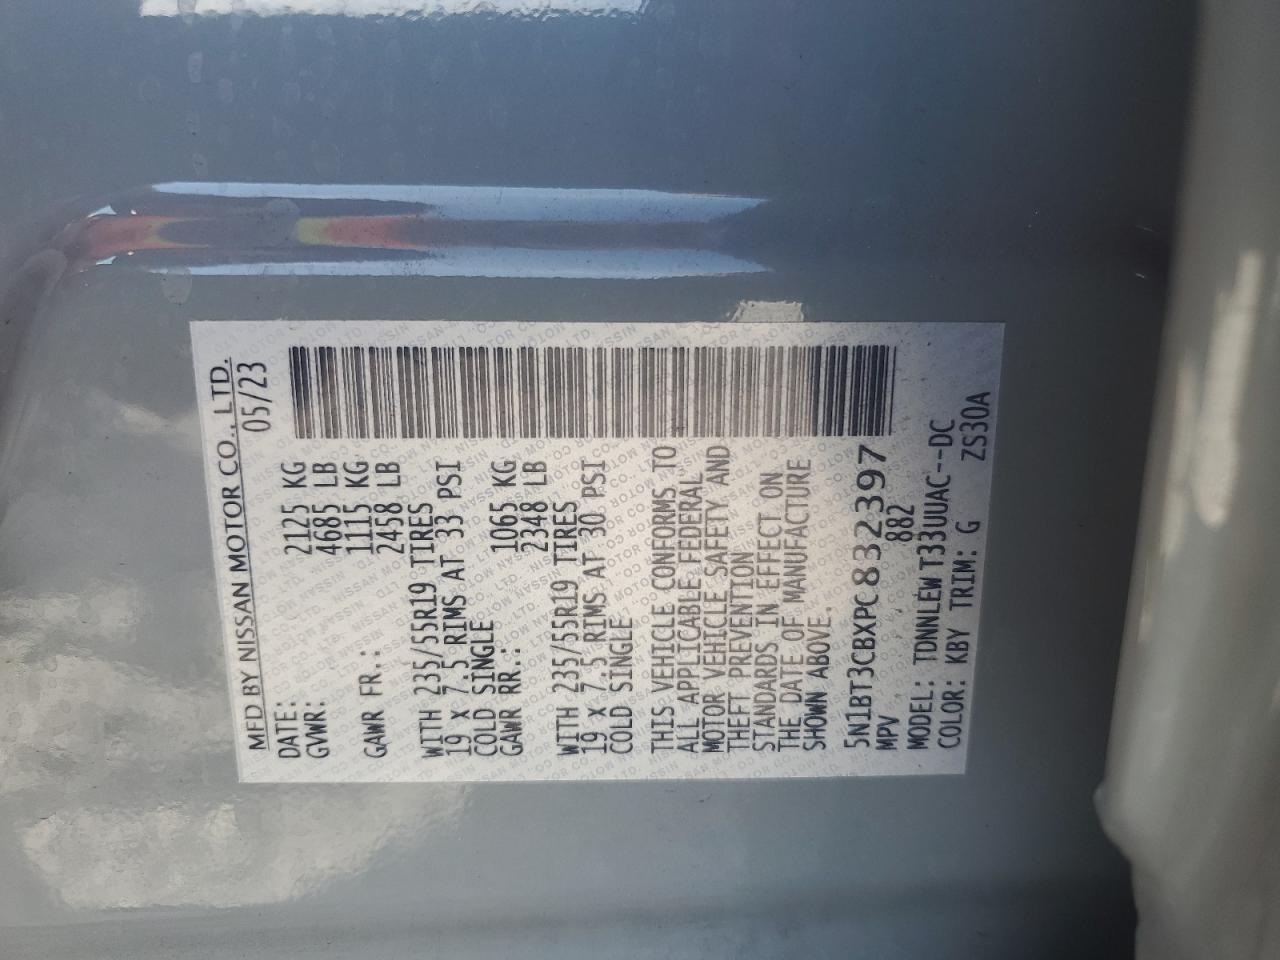 MFD BY NISSAN MOTOR CO., LTD.
DATE: 05/23
GVWR: 2125 KG
4685 LB
GAWR FR.: 1115 KG
2458 LB
WITH 235/55R19 TIRES
19 x 7.5 RIMS AT 33 PSI
COLD SINGLE
GAWR RR.: 1065 KG
2348 LB
WITH 235/55R19 TIRES
19 x 7.5 RIMS AT 30 PSI
COLD SINGLE
THIS VEHICLE CONFORMS TO
ALL APPLICABLE FEDERAL
MOTOR VEHICLE SAFETY AND
THEFT PREVENTION
STANDARDS IN EFFECT ON
THE DATE OF MANUFACTURE
SHOWN ABOVE.
5N1BT3CBXPC832397
MPV 882
MODEL: TDNNLEW T33UUAC--DC
COLOR: KBY TRIM: G ZS30A